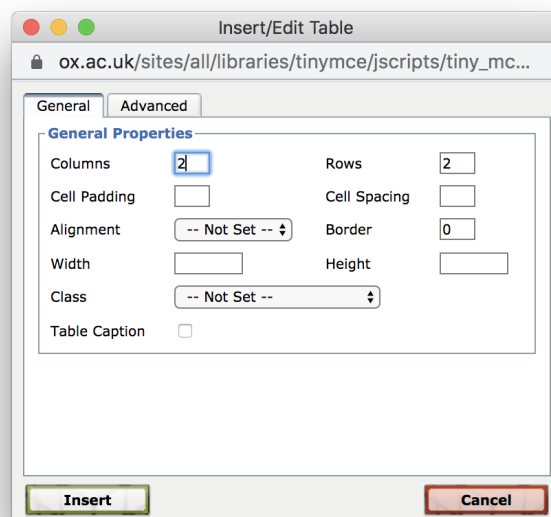 Insert/Edit Table
ox.ac.uk/sites/all/libraries/tinymce/jscripts/tiny_mc...
General Advanced
General Properties
Columns 2 Rows 2
Cell Padding Cell Spacing
Alignment -- Not Set -- Border 0
Width Height
Class -- Not Set --
Table Caption
Insert Cancel